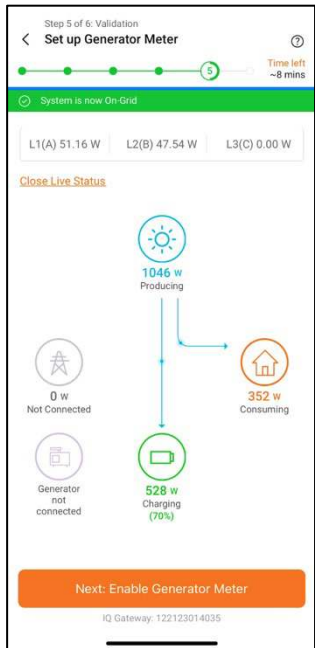 Step 5 of 6: Validation
Set up Generator Meter
?
5
Time left
~8 mins
System is now On-Grid
L1(A) 51.16 W
L2(B) 47.54 W
L3(C) 0.00 W
Close Live Status
1046 W
Producing
0 W
Not Connected
352 W
Consuming
Generator
not
connected
528 W
Charging
(70%)
Next: Enable Generator Meter
IQ Gateway: 122123014035